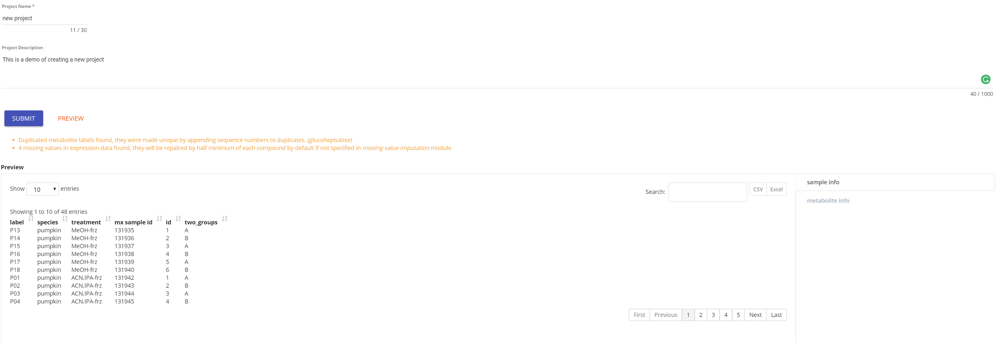 Project Name *
new project
11 / 30
Project Description
This is a demo of creating a new project
40 / 1000
SUBMIT PREVIEW
Duplicated metabolite labels found, they were made unique by appending sequence numbers to duplicates. (glucoheptulose)
4 missing values in expression data found, they will be repalced by half minimum of each compound by default if not specified in missing value imputation module.
Preview
Show 10 entries Search: CSV Excel
sample info
metabolite info
Showing 1 to 10 of 48 entries
label species treatment mx sample id id two_groups
P13 pumpkin MeOH-frz 131935 1 A
P14 pumpkin MeOH-frz 131936 2 B
P15 pumpkin MeOH-frz 131937 3 A
P16 pumpkin MeOH-frz 131938 4 B
P17 pumpkin MeOH-frz 131939 5 A
P18 pumpkin MeOH-frz 131940 6 B
P01 pumpkin ACN.IPA-frz 131942 1 A
P02 pumpkin ACN.IPA-frz 131943 2 B
P03 pumpkin ACN.IPA-frz 131944 3 A
P04 pumpkin ACN.IPA-frz 131945 4 B
First Previous 1 2 3 4 5 Next Last